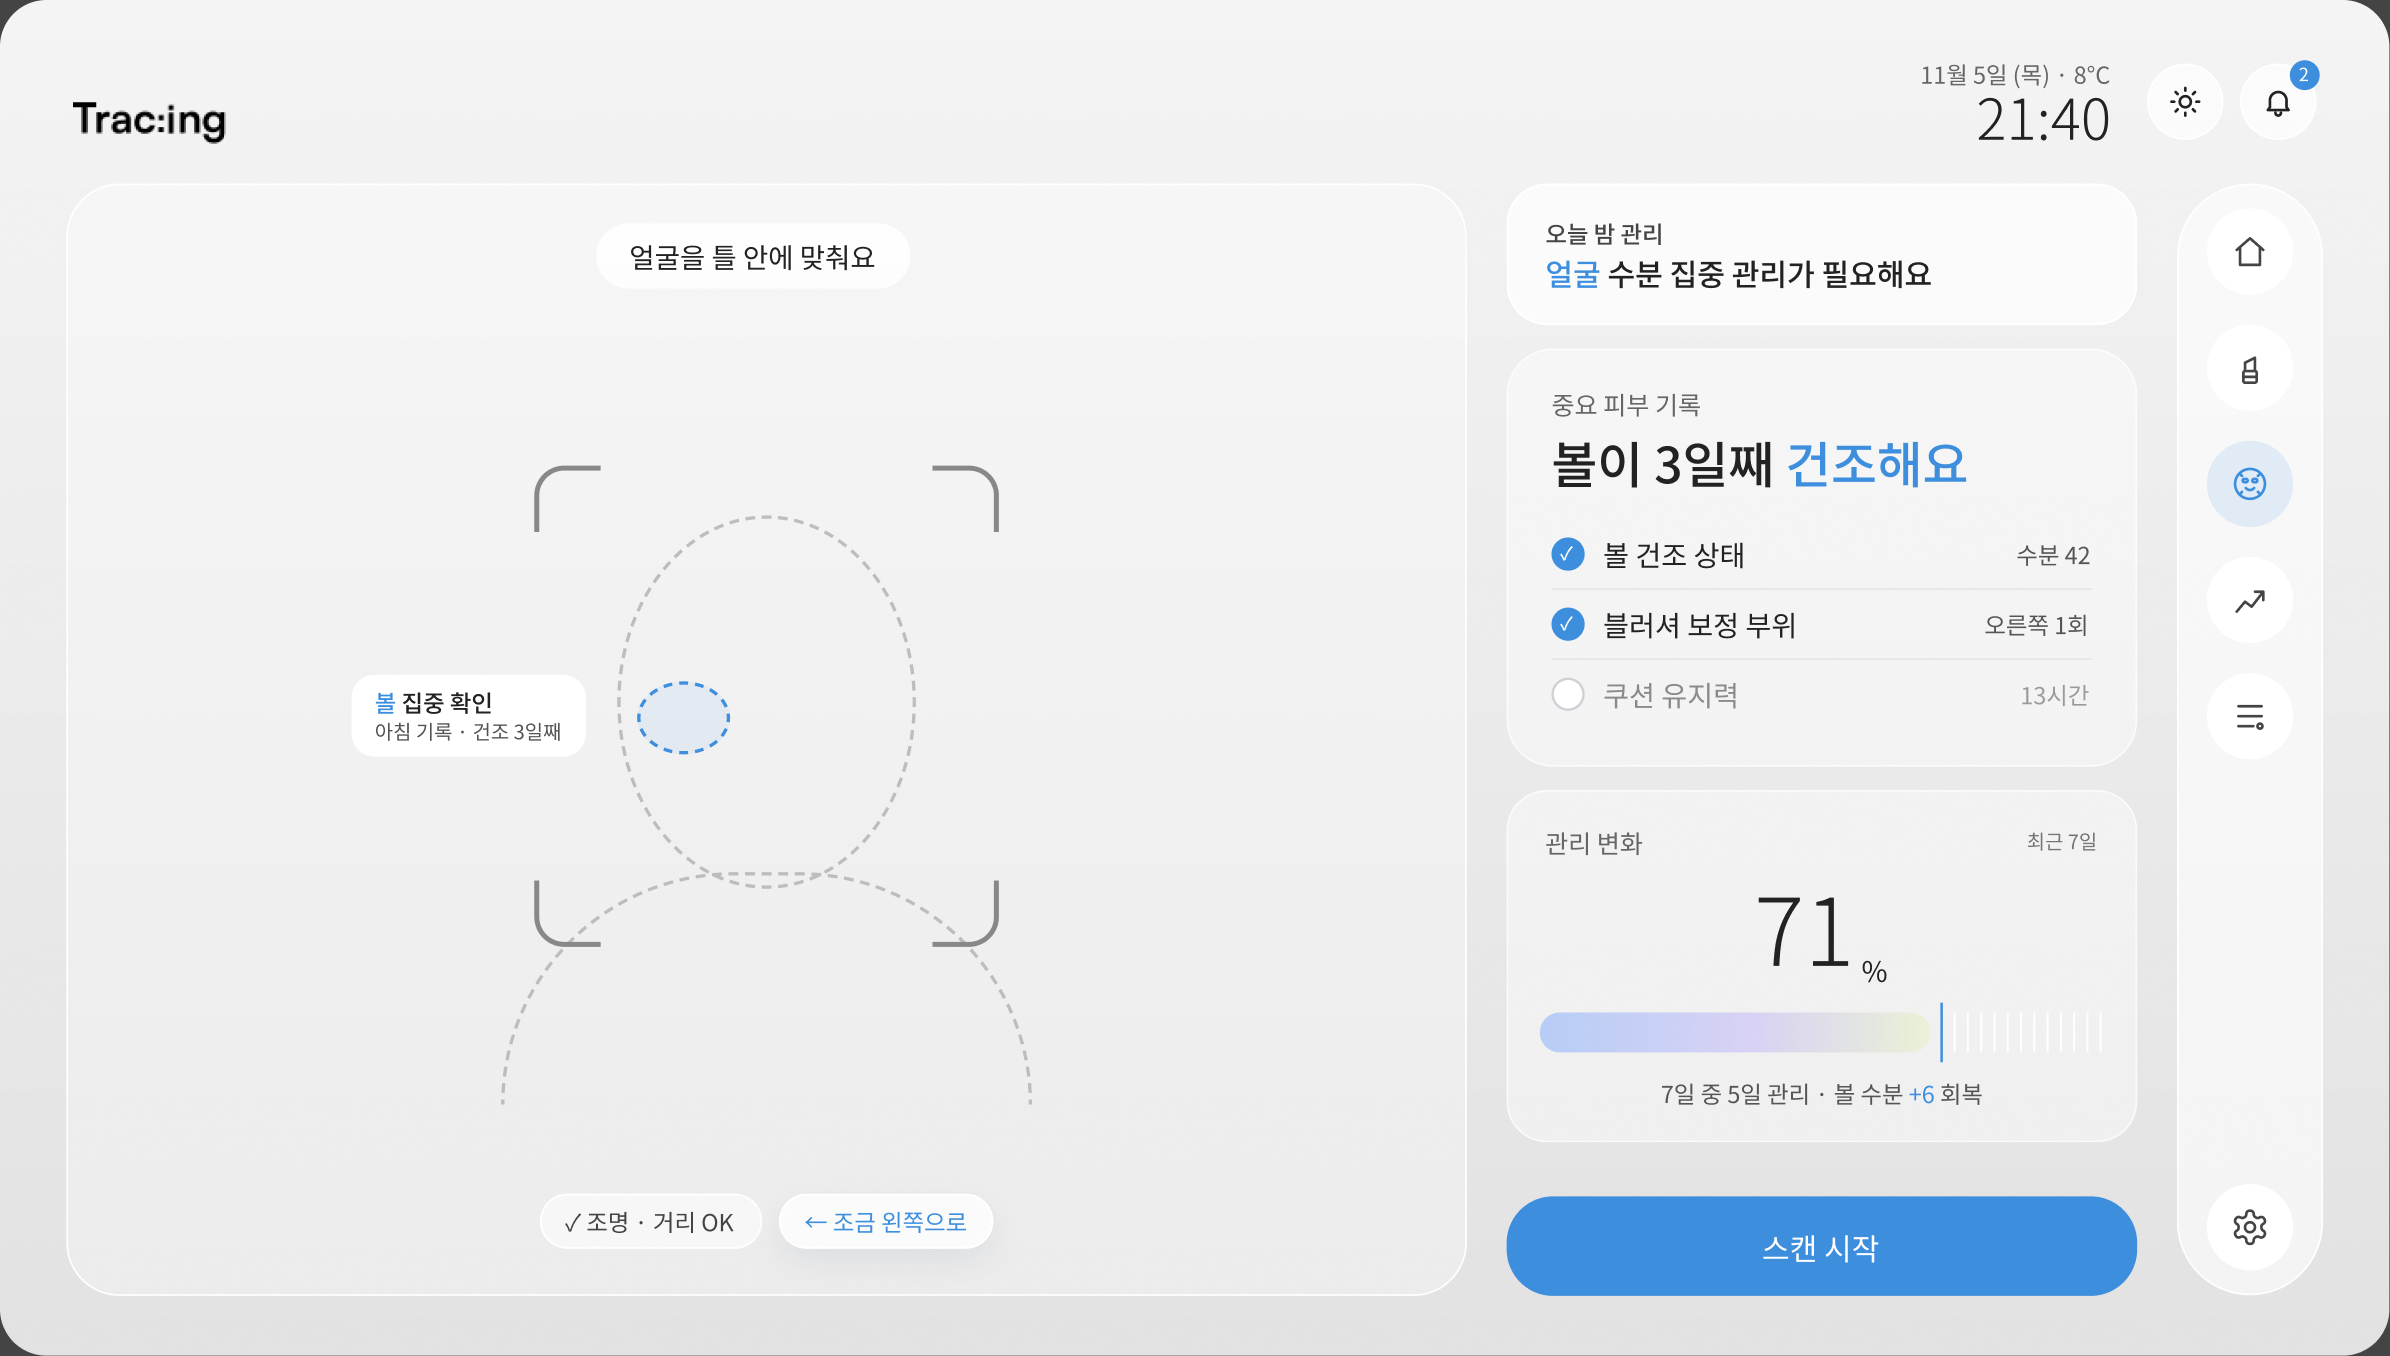 Trac:ing
11월 5일 (목) · 8°C
21:40
2
얼굴을 틀 안에 맞춰요
볼 집중 확인
아침 기록 · 건조 3일째
✓ 조명 · 거리 OK
← 조금 왼쪽으로
오늘 밤 관리
얼굴 수분 집중 관리가 필요해요
중요 피부 기록
볼이 3일째 건조해요
✓ 볼 건조 상태 수분 42
✓ 블러셔 보정 부위 오른쪽 1회
쿠션 유지력 13시간
관리 변화 최근 7일
71 %
7일 중 5일 관리 · 볼 수분 +6 회복
스캔 시작